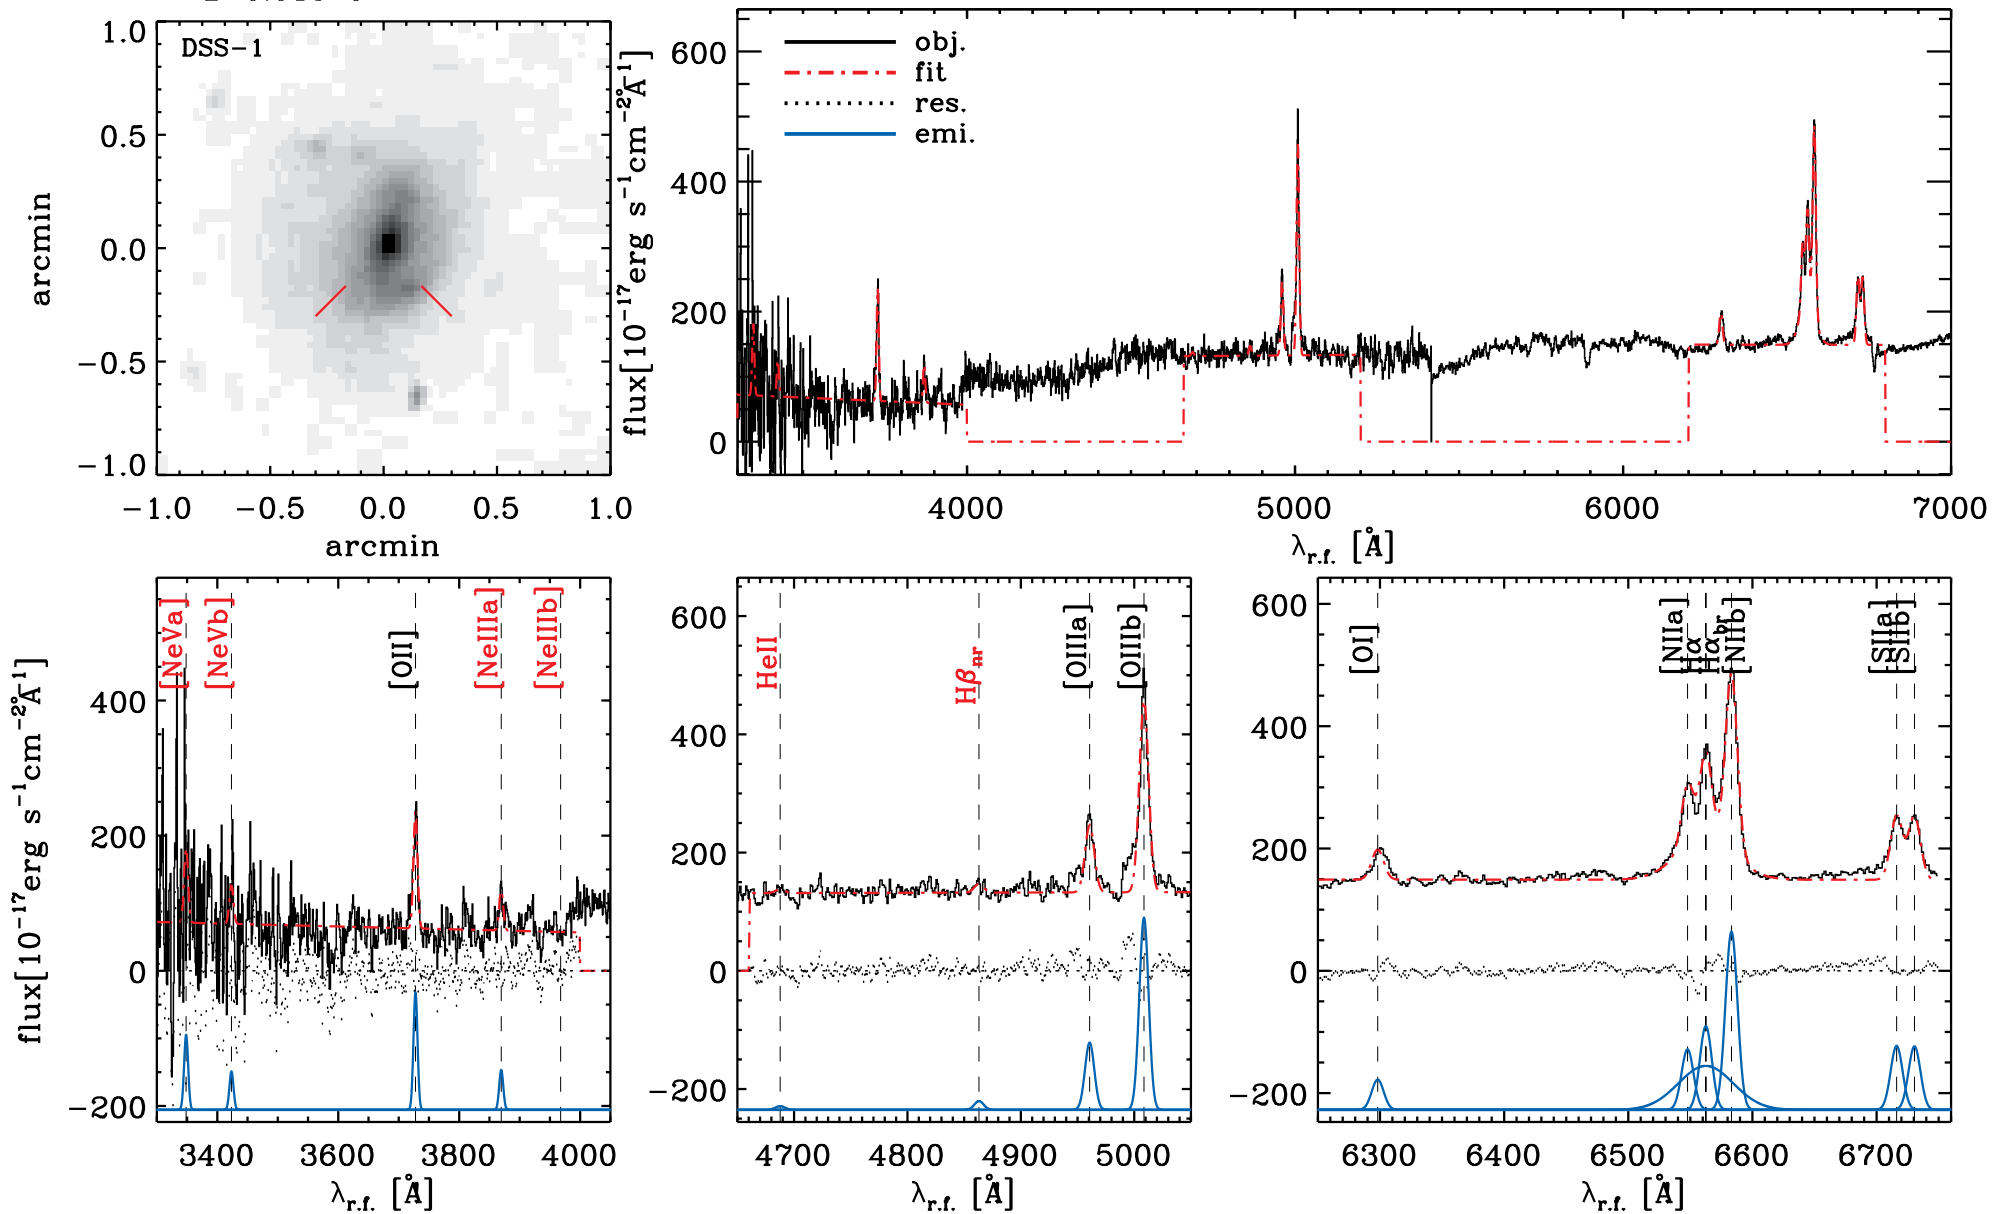 DSS-1
1.0
0.5
0.0
-0.5
-1.0
arcmin
-1.0 -0.5 0.0 0.5 1.0
arcmin
flux[10⁻¹⁷erg s⁻¹cm⁻²Å⁻¹]
600
400
200
0
obj.
fit
res.
emi.
4000 5000 6000 7000
λr.f. [Å]
flux[10⁻¹⁷erg s⁻¹cm⁻²Å⁻¹]
400
200
0
-200
[NeVa] [NeVb] [OII] [NeIIIa] [NeIIIb]
3400 3600 3800 4000
λr.f. [Å]
600
400
200
0
-200
HeII Hβnr [OIIIa] [OIIIb]
4700 4800 4900 5000
λr.f. [Å]
600
400
200
0
-200
[OI] [NIIa] Hα Hαbr [NIIb] [SIIa] [SIIb]
6300 6400 6500 6600 6700
λr.f. [Å]